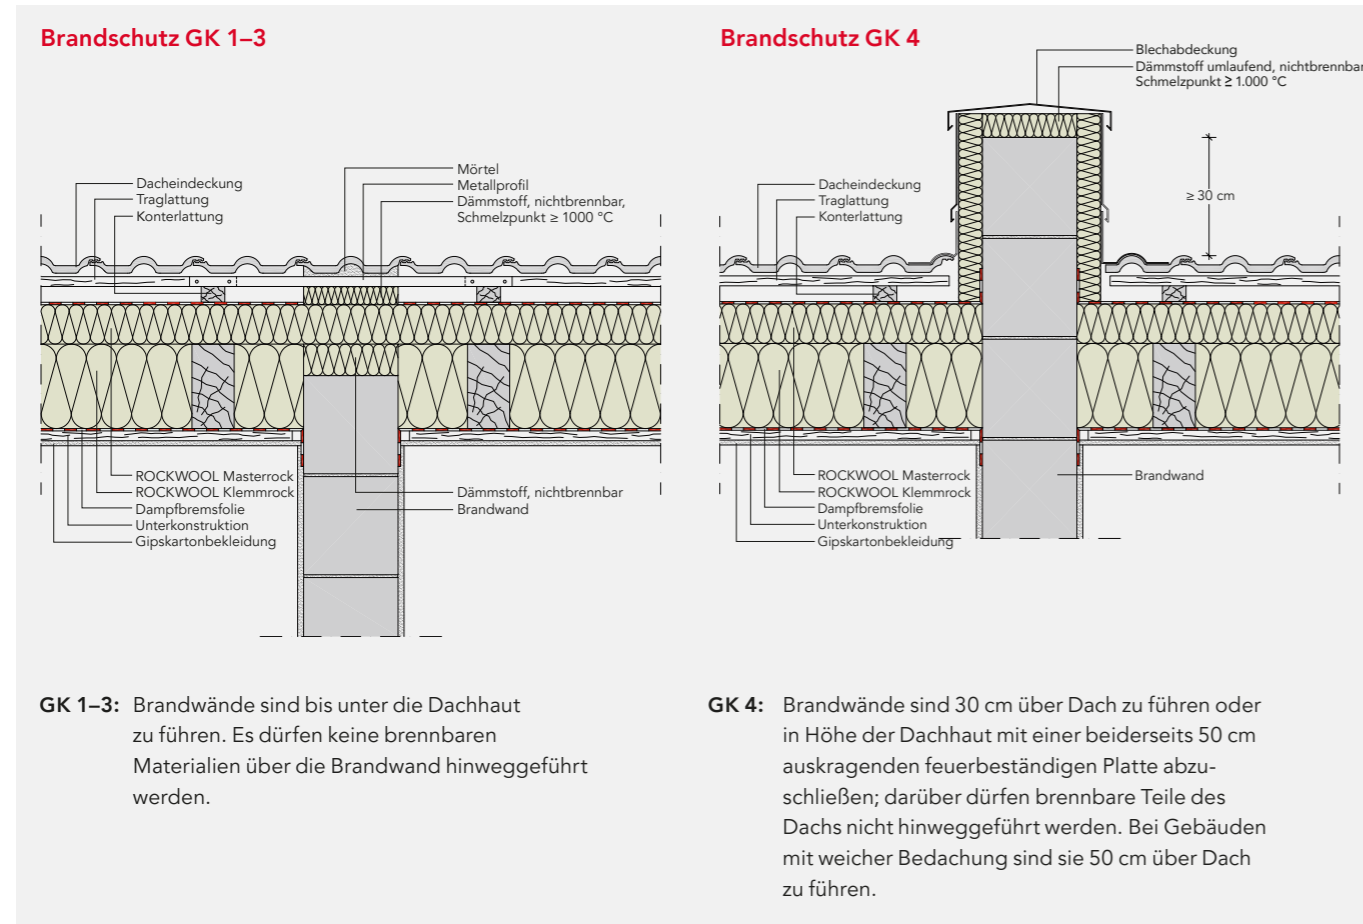 Brandschutz GK 1–3
Dacheindeckung
Traglattung
Konterlattung
Mörtel
Metallprofil
Dämmstoff, nichtbrennbar,
Schmelzpunkt ≥ 1000 °C
ROCKWOOL Masterrock
ROCKWOOL Klemmrock
Dampfbremsfolie
Unterkonstruktion
Gipskartonbekleidung
Dämmstoff, nichtbrennbar
Brandwand
GK 1–3: Brandwände sind bis unter die Dachhaut
zu führen. Es dürfen keine brennbaren
Materialien über die Brandwand hinweggeführt
werden.
Brandschutz GK 4
Blechabdeckung
Dämmstoff umlaufend, nichtbrennbar
Schmelzpunkt ≥ 1.000 °C
≥ 30 cm
Dacheindeckung
Traglattung
Konterlattung
ROCKWOOL Masterrock
ROCKWOOL Klemmrock
Dampfbremsfolie
Unterkonstruktion
Gipskartonbekleidung
Brandwand
GK 4: Brandwände sind 30 cm über Dach zu führen oder
in Höhe der Dachhaut mit einer beiderseits 50 cm
auskragenden feuerbeständigen Platte abzu-
schließen; darüber dürfen brennbare Teile des
Dachs nicht hinweggeführt werden. Bei Gebäuden
mit weicher Bedachung sind sie 50 cm über Dach
zu führen.